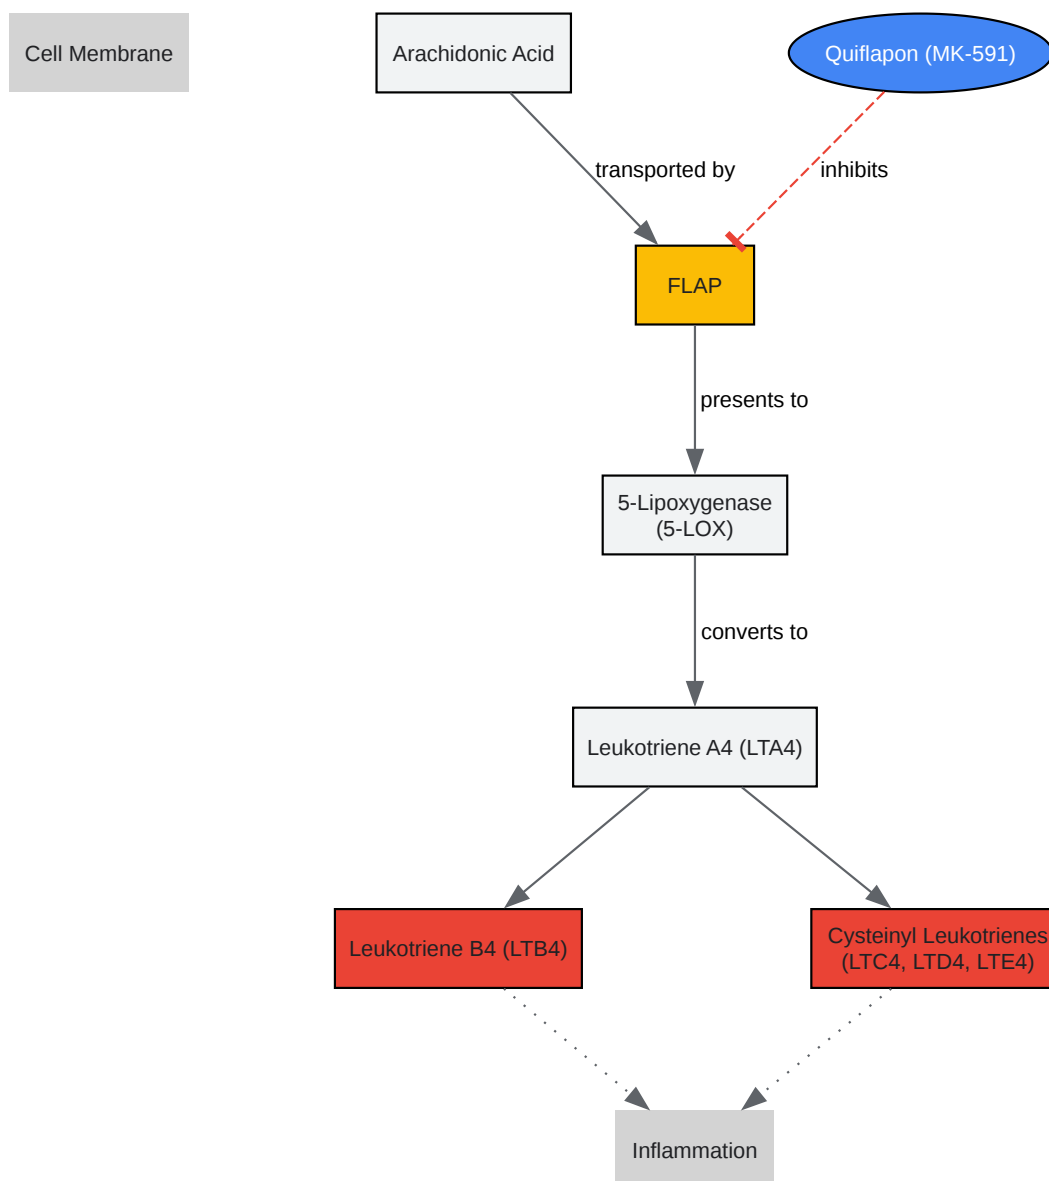 Cell Membrane
Arachidonic Acid
Quiflapon (MK-591)
transported by
inhibits
FLAP
presents to
5-Lipoxygenase
(5-LOX)
converts to
Leukotriene A4 (LTA4)
Leukotriene B4 (LTB4)
Cysteinyl Leukotrienes
(LTC4, LTD4, LTE4)
Inflammation